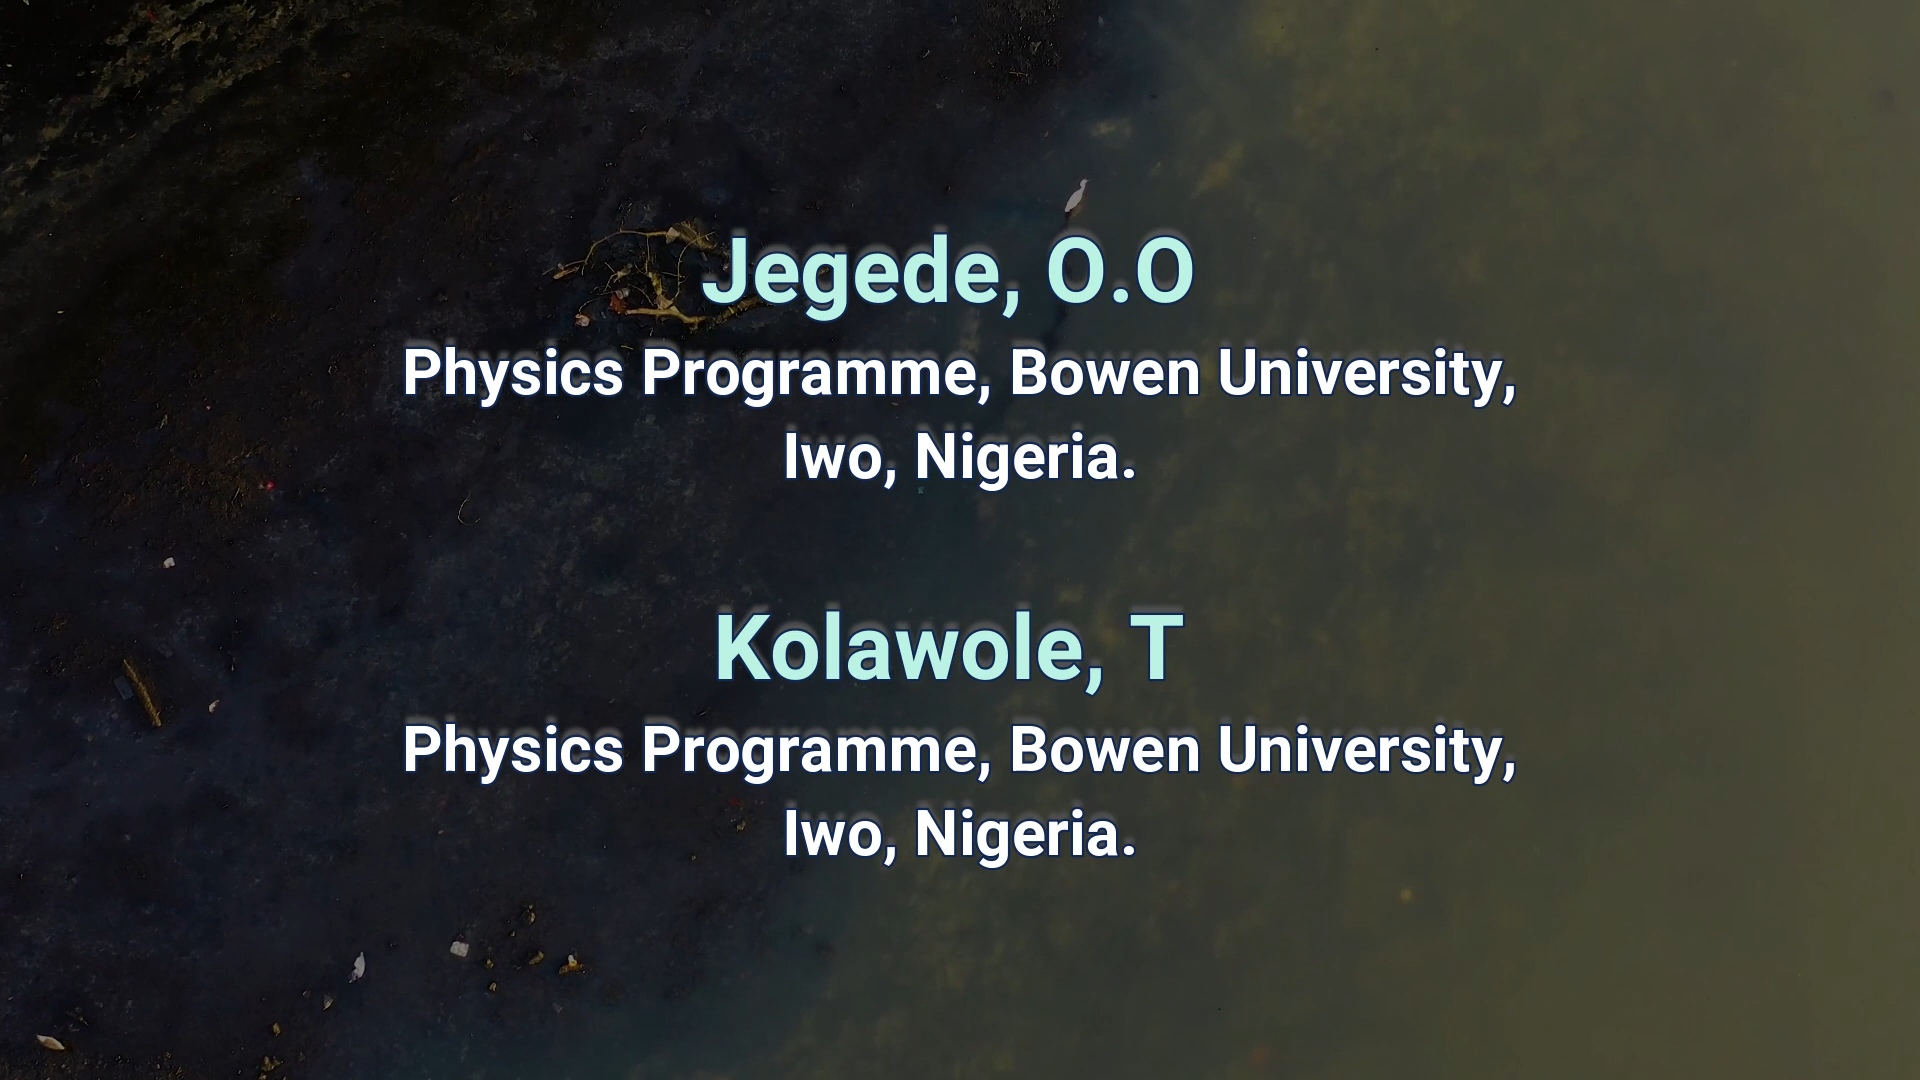 Jegede, O.O
Physics Programme, Bowen University,
Iwo, Nigeria.
Kolawole, T
Physics Programme, Bowen University,
Iwo, Nigeria.